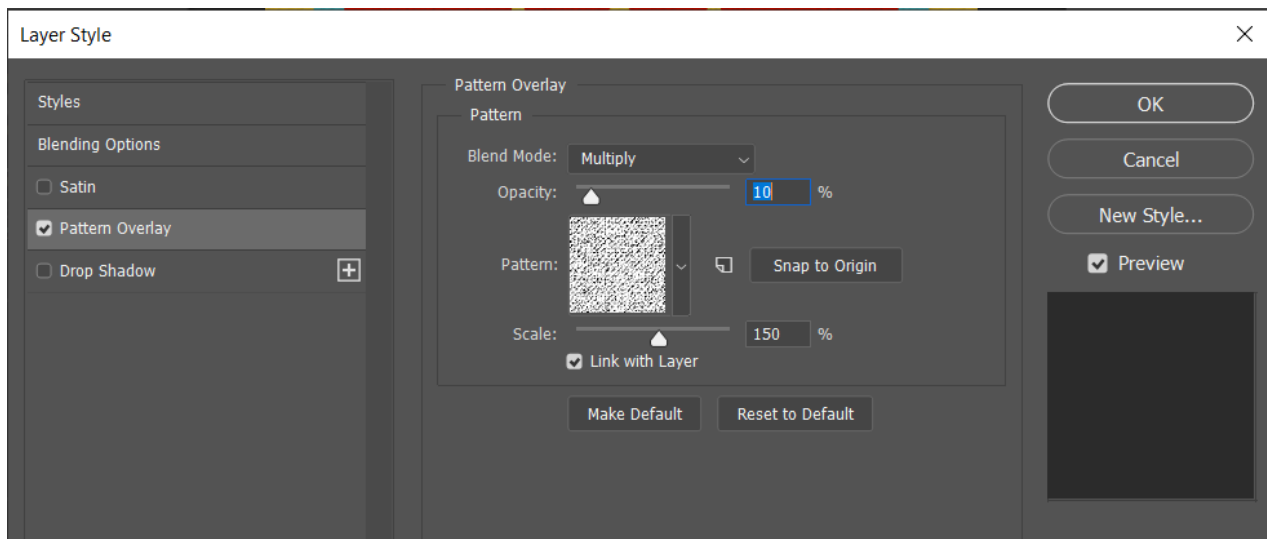 Layer Style
Styles
Blending Options
Satin
Pattern Overlay
Drop Shadow
Pattern Overlay
Pattern
Blend Mode: Multiply
Opacity: 10 %
Pattern: Snap to Origin
Scale: 150 %
Link with Layer
Make Default Reset to Default
OK
Cancel
New Style...
Preview